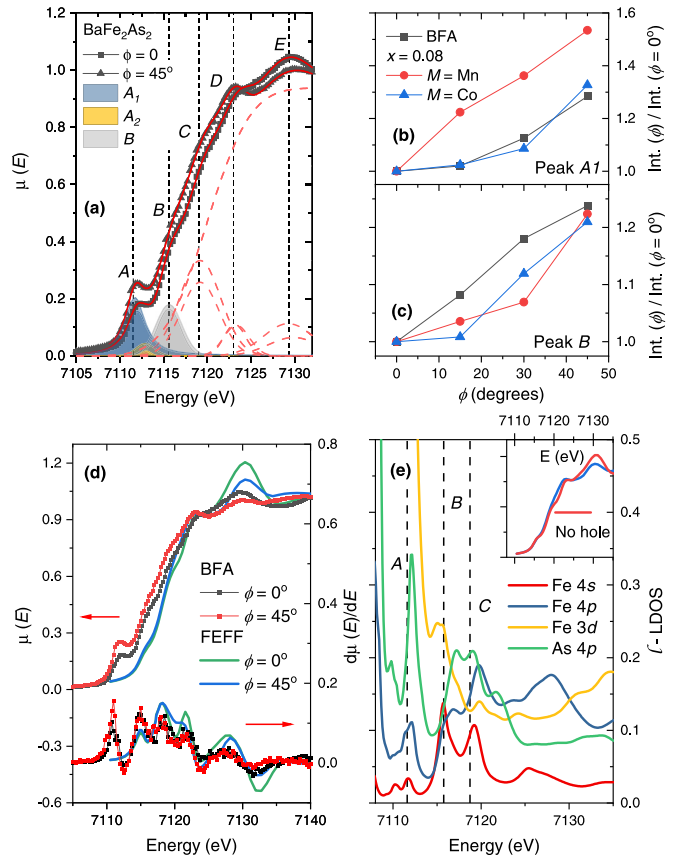 BaFe2As2
ϕ = 0
ϕ = 45°
A1
A2
B
A
B
C
D
E
(a)
μ (E)
1.2
1.0
0.8
0.6
0.4
0.2
0.0
7105 7110 7115 7120 7125 7130
Energy (eV)
BFA
x = 0.08
M = Mn
M = Co
(b)
Peak A1
1.6
1.4
1.2
1.0
Int. (ϕ) / Int. (ϕ = 0°)
(c)
Peak B
1.2
1.1
1.0
Int. (ϕ) / Int. (ϕ = 0°)
0 10 20 30 40 50
ϕ (degrees)
(d)
μ (E)
1.2
0.9
0.6
0.3
0.0
-0.3
-0.6
BFA
ϕ = 0°
ϕ = 45°
FEFF
ϕ = 0°
ϕ = 45°
0.8
0.6
0.4
0.2
0.0
dμ (E)/dE
7110 7120 7130 7140
Energy (eV)
(e)
A
B
C
7110 7120 7130
E (eV)
No hole
Fe 4s
Fe 4p
Fe 3d
As 4p
0.5
0.4
0.3
0.2
0.1
0.0
ℓ -LDOS
7110 7120 7130
Energy (eV)